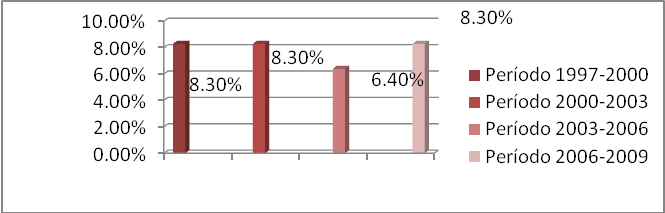 10.00%
8.00%
6.00%
4.00%
2.00%
0.00%
8.30%
8.30%
6.40%
8.30%
Período 1997-2000
Período 2000-2003
Período 2003-2006
Período 2006-2009